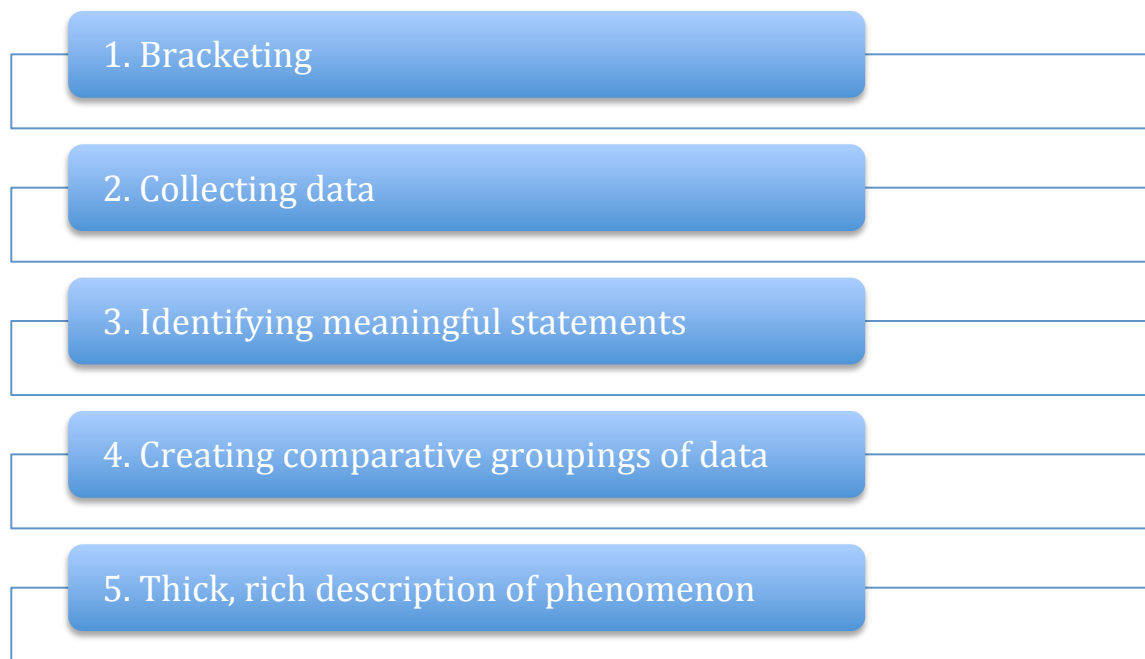 1. Bracketing
2. Collecting data
3. Identifying meaningful statements
4. Creating comparative groupings of data
5. Thick, rich description of phenomenon